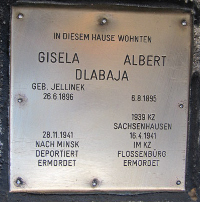 IN DIESEM HAUSE WOHNTEN
GISELA ALBERT
DLABAJA
GEB. JELLINEK
26.6.1896 6.8.1895
1939 KZ
SACHSENHAUSEN
28.11.1941 16.4.1941
NACH MINSK IM KZ
DEPORTIERT FLOSSENBÜRG
ERMORDET ERMORDET